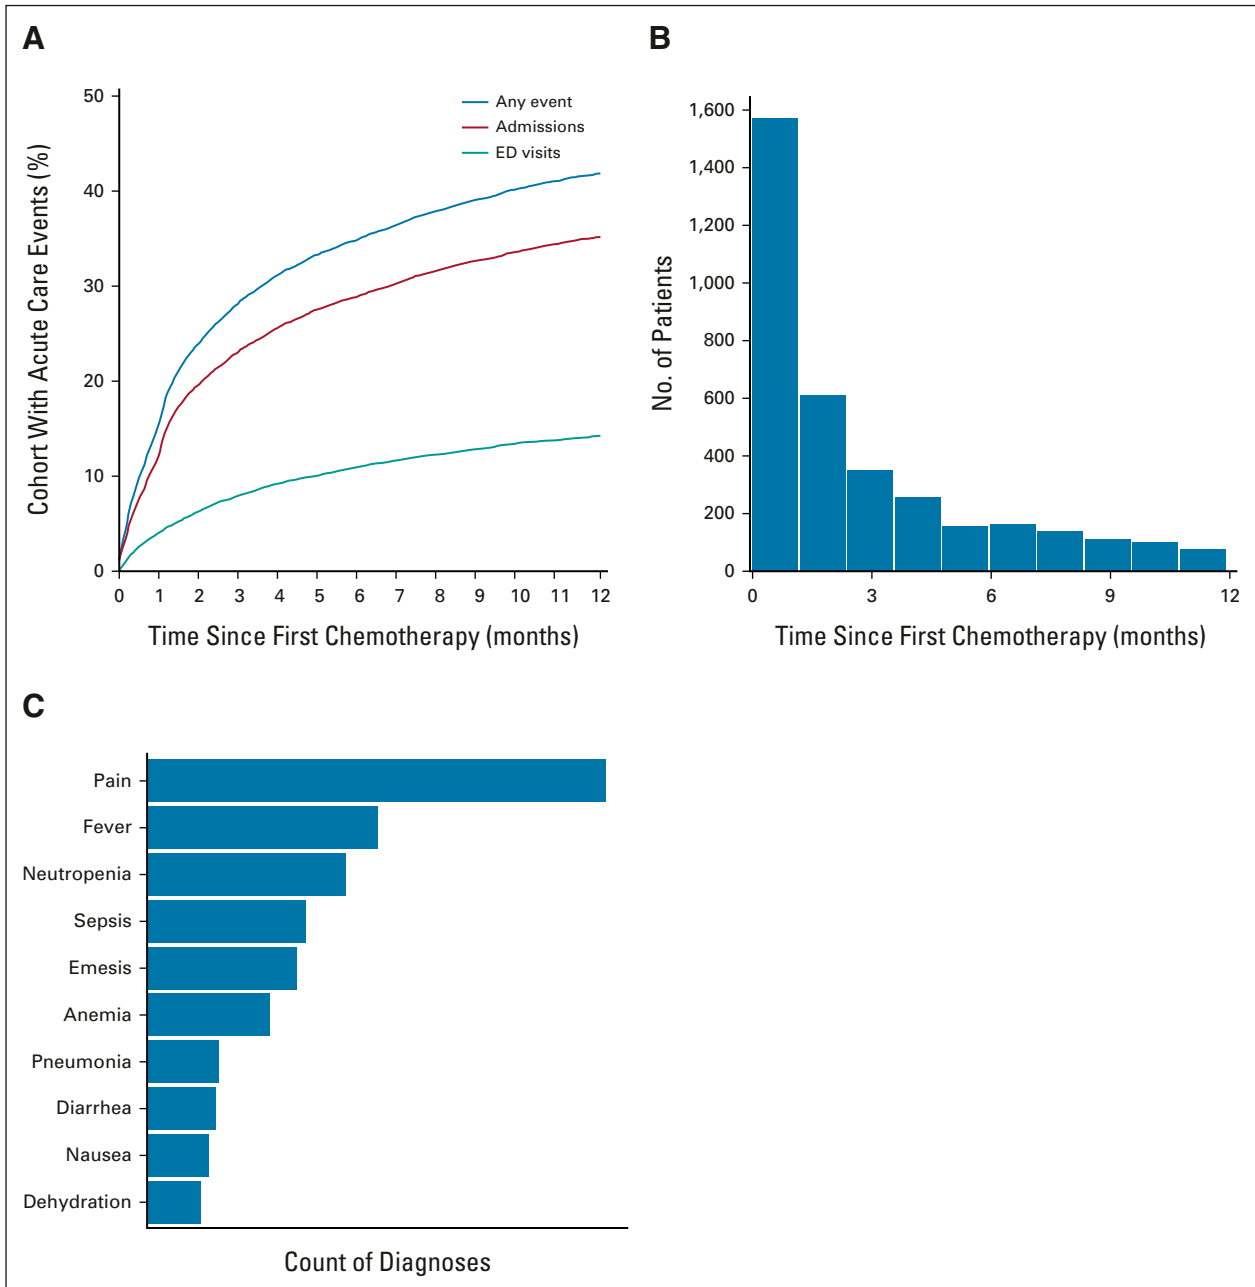 A
50
40
30
20
10
0
Cohort With Acute Care Events (%)
Any event
Admissions
ED visits
0 1 2 3 4 5 6 7 8 9 10 11 12
Time Since First Chemotherapy (months)
B
1,600
1,400
1,200
1,000
800
600
400
200
0
No. of Patients
0 3 6 9 12
Time Since First Chemotherapy (months)
C
Pain
Fever
Neutropenia
Sepsis
Emesis
Anemia
Pneumonia
Diarrhea
Nausea
Dehydration
Count of Diagnoses